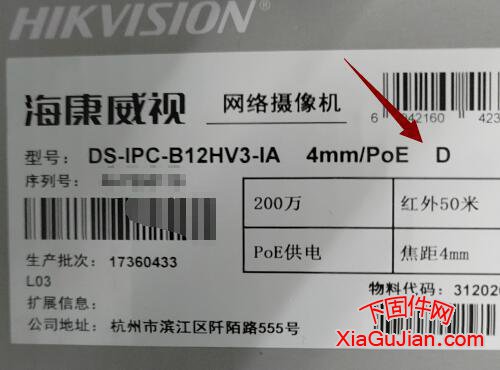 HIKVISION
海康威视 网络摄像机
6 942160 423
型号: DS-IPC-B12HV3-IA 4mm/PoE D
序列号:
200万 红外50米
PoE供电 焦距4mm
生产批次: 17360433
L03
物料代码: 312020
扩展信息:
公司地址: 杭州市滨江区阡陌路555号
下固件网
XiaGuJian.com